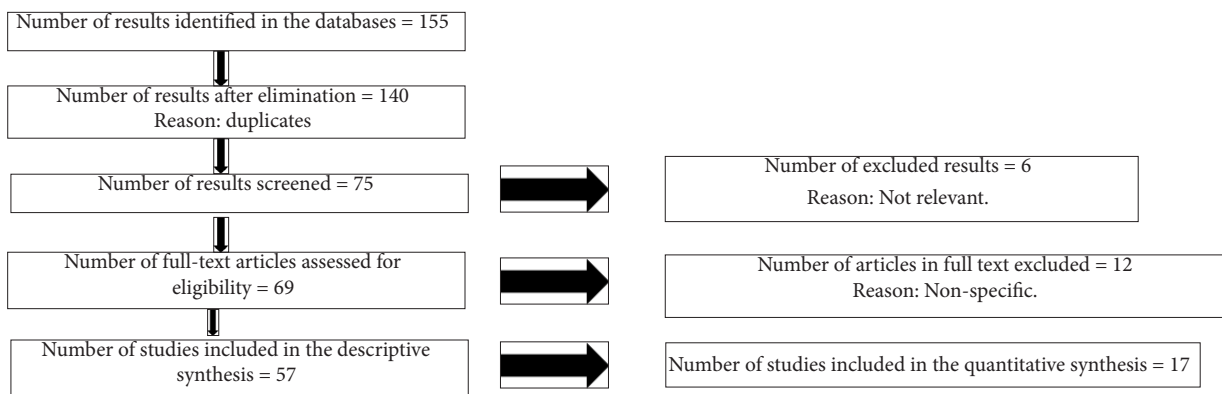 Number of results identified in the databases = 155
Number of results after elimination = 140
Reason: duplicates
Number of results screened = 75
Number of excluded results = 6
Reason: Not relevant.
Number of full-text articles assessed for
eligibility = 69
Number of articles in full text excluded = 12
Reason: Non-specific.
Number of studies included in the descriptive
synthesis = 57
Number of studies included in the quantitative synthesis = 17